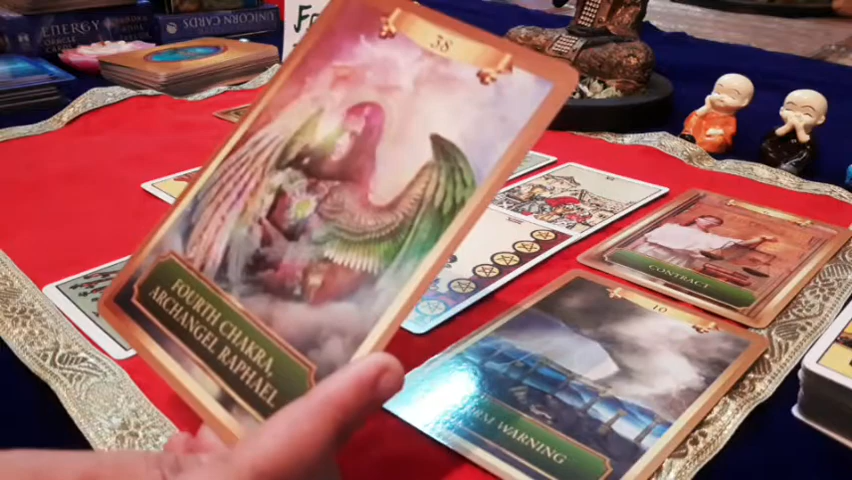 ENERGY
ORACLE CARDS
UNICORN CARDS
38
FOURTH CHAKRA,
ARCHANGEL RAPHAEL
CONTRACT
10
WARNING